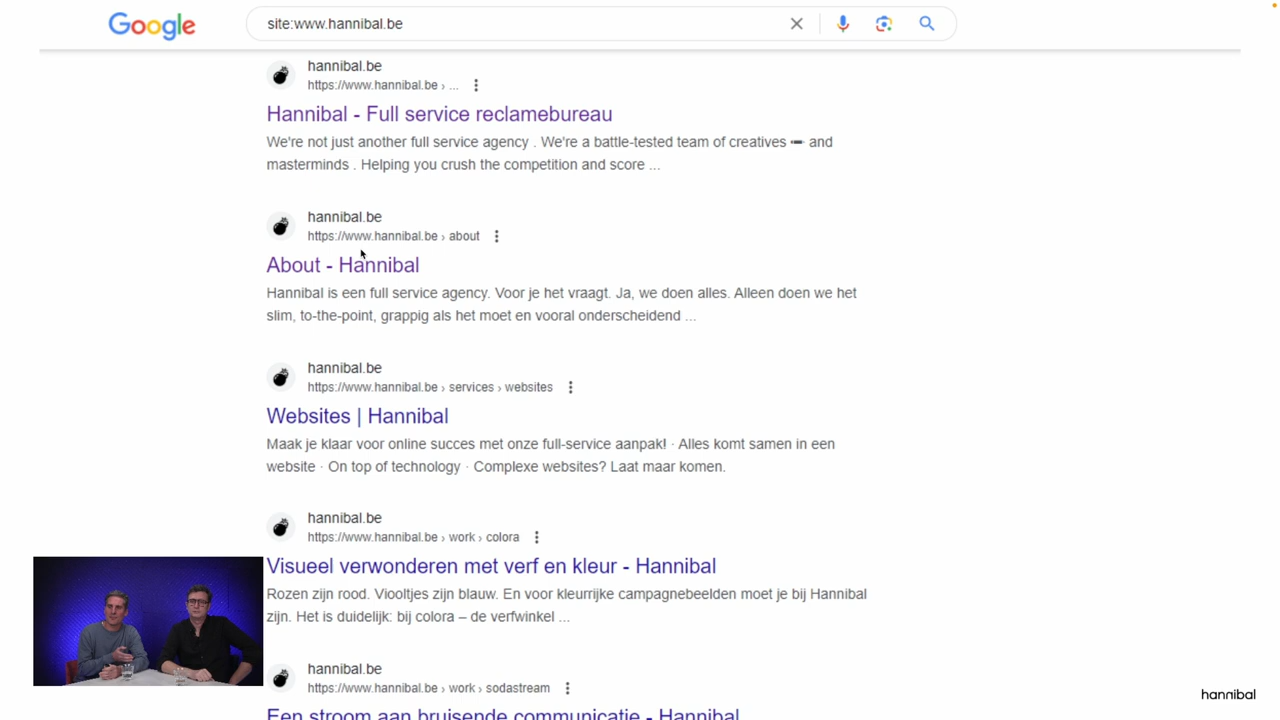 Google
site:www.hannibal.be
hannibal.be
https://www.hannibal.be › ...
Hannibal - Full service reclamebureau
We're not just another full service agency . We're a battle-tested team of creatives and
masterminds . Helping you crush the competition and score ...
hannibal.be
https://www.hannibal.be › about
About - Hannibal
Hannibal is een full service agency. Voor je het vraagt. Ja, we doen alles. Alleen doen we het
slim, to-the-point, grappig als het moet en vooral onderscheidend ...
hannibal.be
https://www.hannibal.be › services › websites
Websites | Hannibal
Maak je klaar voor online succes met onze full-service aanpak! · Alles komt samen in een
website · On top of technology · Complexe websites? Laat maar komen.
hannibal.be
https://www.hannibal.be › work › colora
Visueel verwonderen met verf en kleur - Hannibal
Rozen zijn rood. Viooltjes zijn blauw. En voor kleurrijke campagnebeelden moet je bij Hannibal
zijn. Het is duidelijk: bij colora – de verfwinkel ...
hannibal.be
https://www.hannibal.be › work › sodastream
Een stroom aan bruisende communicatie - Hannibal
hannibal